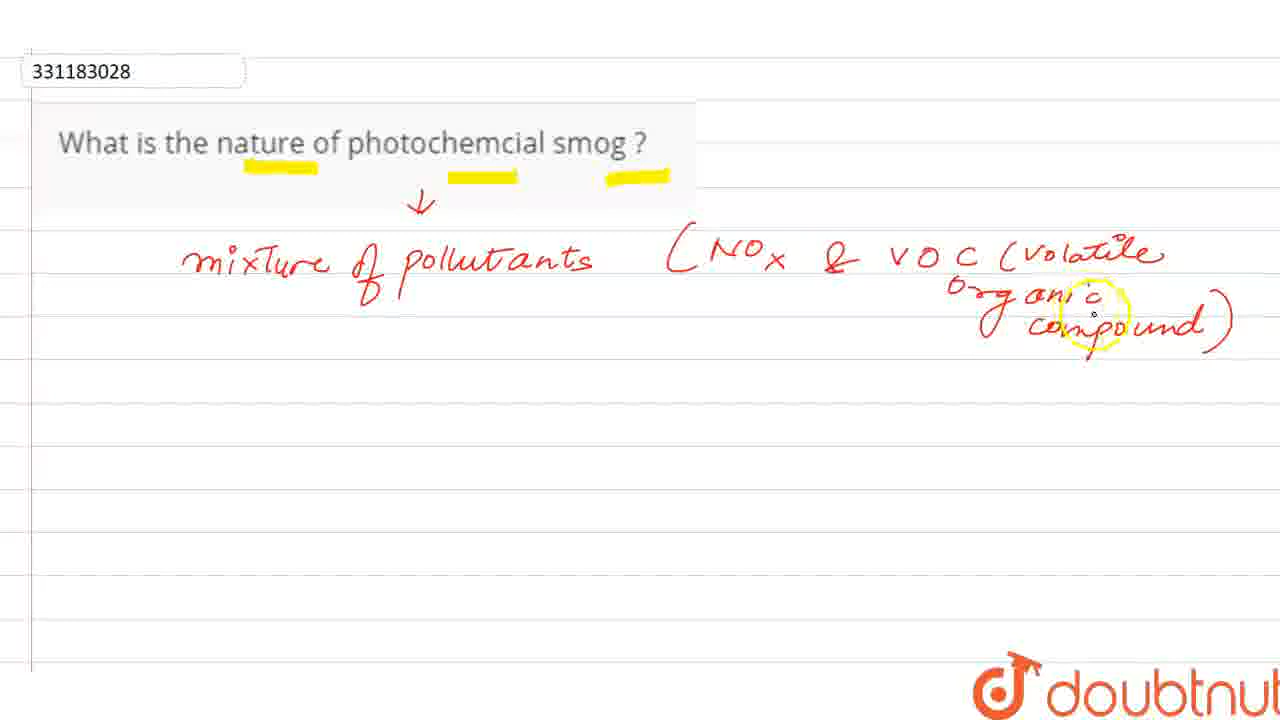 331183028
What is the nature of photochemcial smog ?
↓
mixture of pollutants (NOx & VOC (Volatile
Organic
compound)
doubtnut